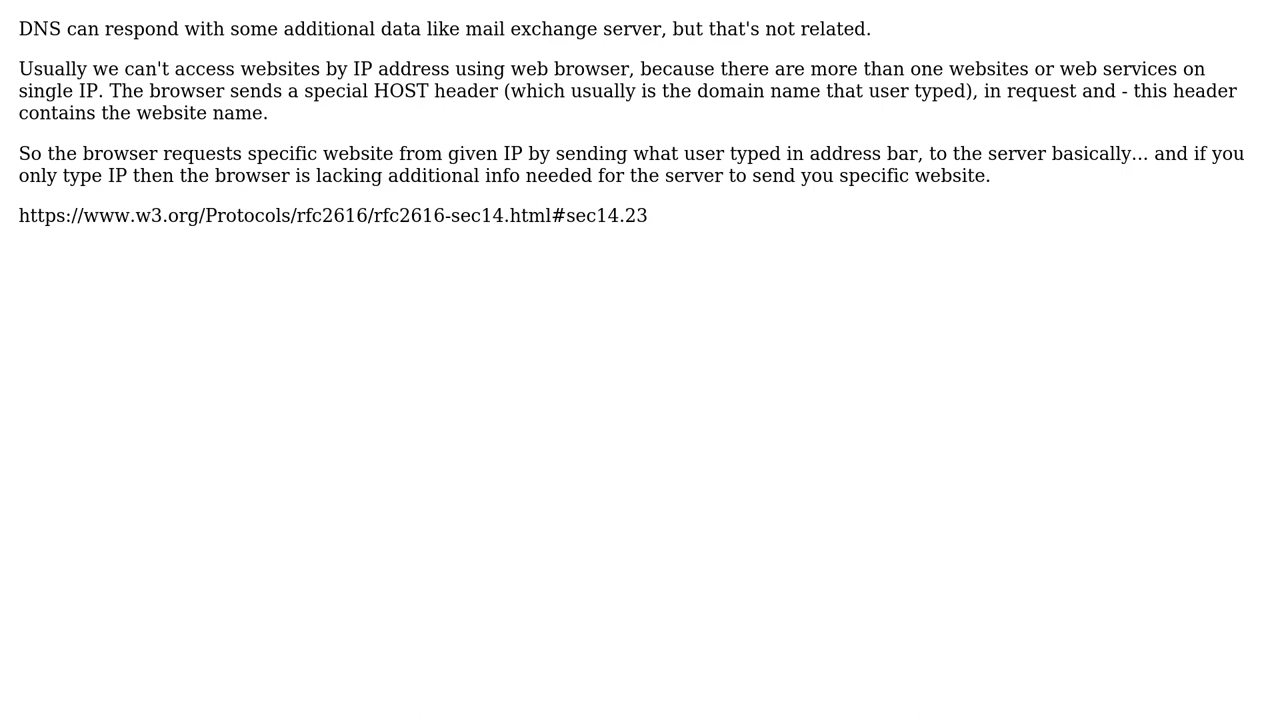 DNS can respond with some additional data like mail exchange server, but that's not related.
Usually we can't access websites by IP address using web browser, because there are more than one websites or web services on
single IP. The browser sends a special HOST header (which usually is the domain name that user typed), in request and - this header
contains the website name.
So the browser requests specific website from given IP by sending what user typed in address bar, to the server basically... and if you
only type IP then the browser is lacking additional info needed for the server to send you specific website.
https://www.w3.org/Protocols/rfc2616/rfc2616-sec14.html#sec14.23